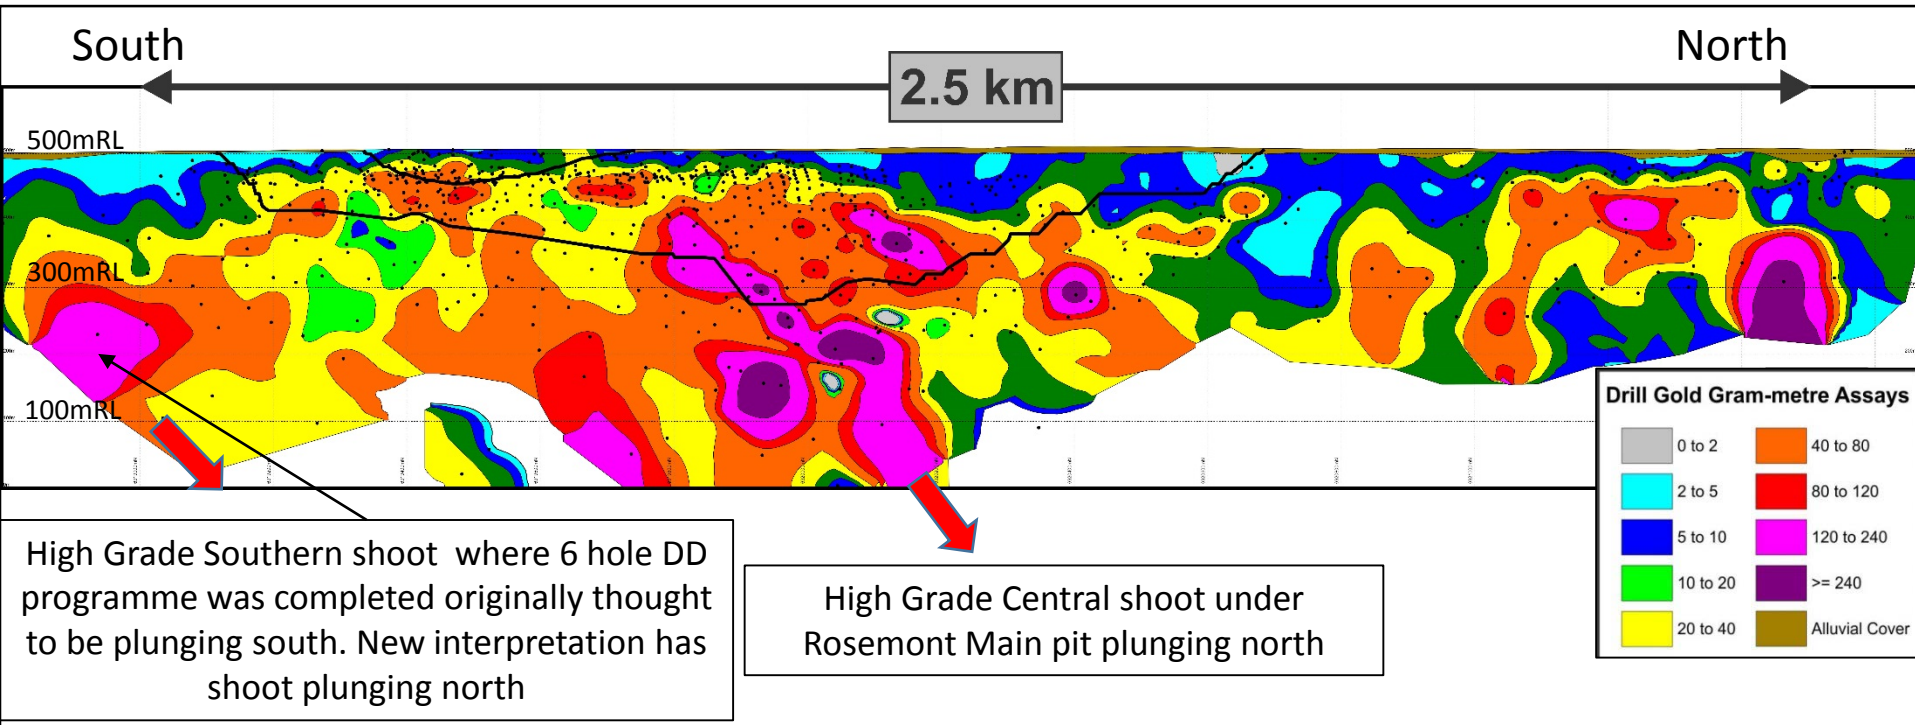 South
North
2.5 km
500mRL
300mRL
100mRL
High Grade Southern shoot where 6 hole DD
programme was completed originally thought
to be plunging south. New interpretation has
shoot plunging north
High Grade Central shoot under
Rosemont Main pit plunging north
Drill Gold Gram-metre Assays
0 to 2
2 to 5
5 to 10
10 to 20
20 to 40
40 to 80
80 to 120
120 to 240
>= 240
Alluvial Cover